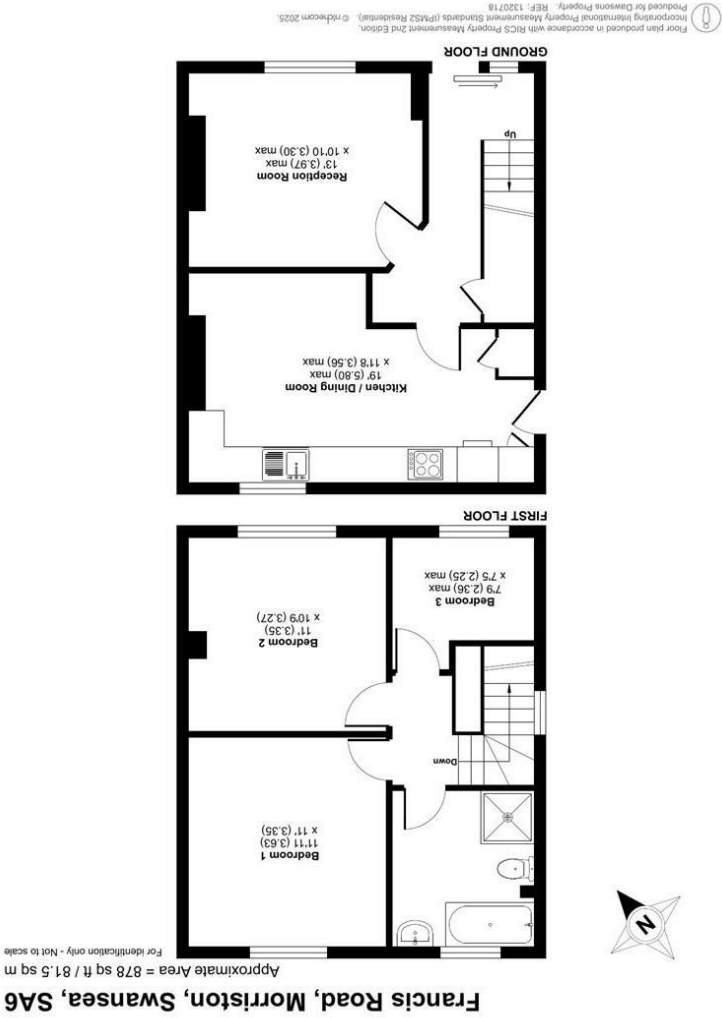 Francis Road, Morriston, Swansea, SA6
Approximate Area = 878 sq ft / 81.5 sq m
For identification only - Not to scale
N
Bedroom 1
11'11 (3.63)
x 11' (3.35)
Down
Bedroom 2
11' (3.35)
x 10'9 (3.27)
Bedroom 3
7'9 (2.36) max
x 7'5 (2.25) max
FIRST FLOOR
Kitchen / Dining Room
19' (5.80) max
x 11'8 (3.56) max
Reception Room
13' (3.97) max
x 10'10 (3.30) max
Up
GROUND FLOOR
Floor plan produced in accordance with RICS Property Measurement 2nd Edition,
Incorporating International Property Measurement Standards (IPMS2 Residential). © nichecom 2025.
Produced for Dawsons Property. REF: 1320718